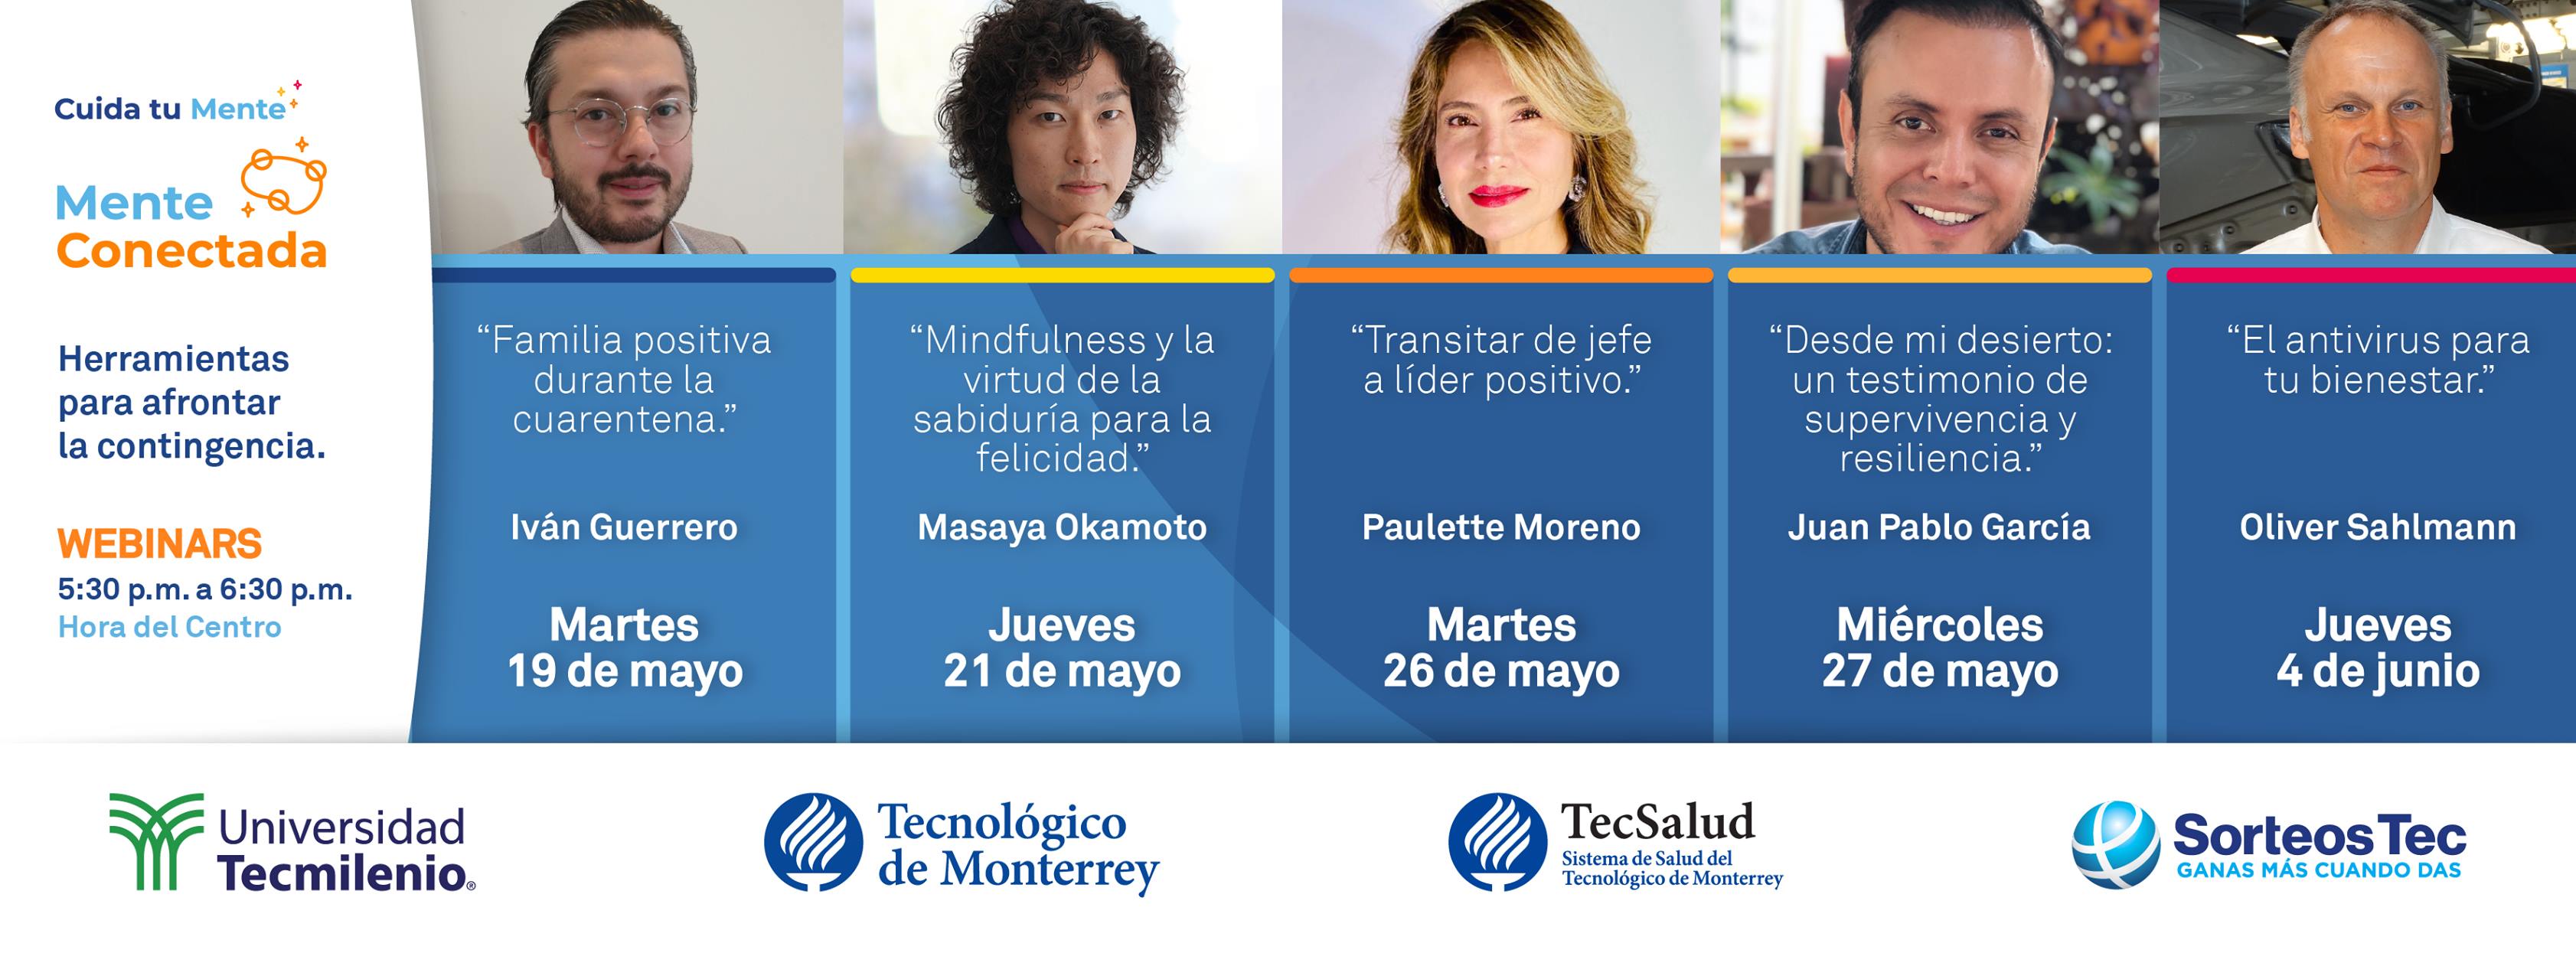 Cuida tu Mente
Mente
Conectada
Herramientas
para afrontar
la contingencia.
WEBINARS
5:30 p.m. a 6:30 p.m.
Hora del Centro
“Familia positiva
durante la
cuarentena.”
Iván Guerrero
Martes
19 de mayo
“Mindfulness y la
virtud de la
sabiduría para la
felicidad.”
Masaya Okamoto
Jueves
21 de mayo
“Transitar de jefe
a líder positivo.”
Paulette Moreno
Martes
26 de mayo
“Desde mi desierto:
un testimonio de
supervivencia y
resiliencia.”
Juan Pablo García
Miércoles
27 de mayo
“El antivirus para
tu bienestar.”
Oliver Sahlmann
Jueves
4 de junio
Universidad
Tecmilenio®
Tecnológico
de Monterrey
TecSalud
Sistema de Salud del
Tecnológico de Monterrey
Sorteos Tec
GANAS MÁS CUANDO DAS